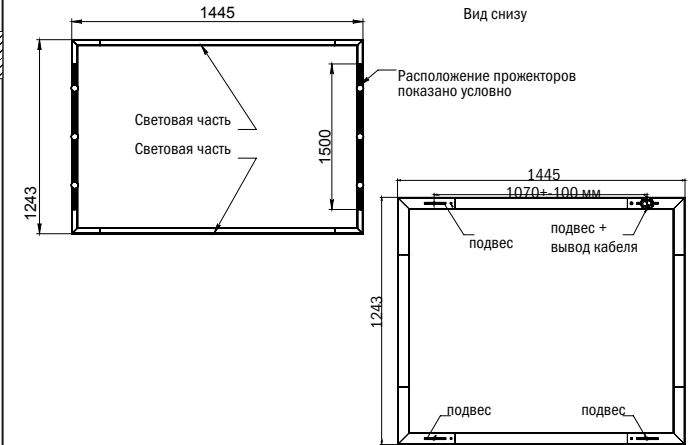 1445
Вид снизу
1243
Расположение прожекторов
показано условно
Световая часть
Световая часть
1500
1445
1070+-100 мм
подвес
подвес +
вывод кабеля
1243
подвес
подвес